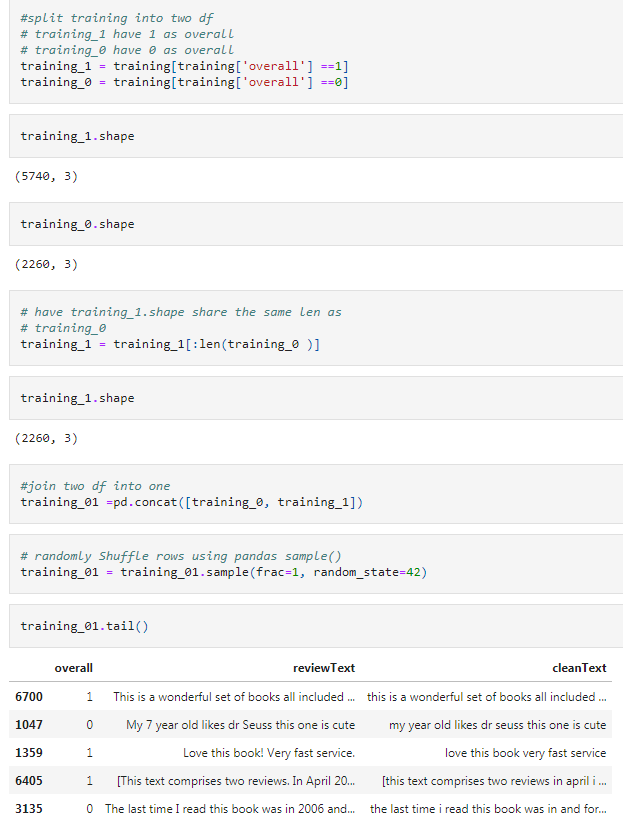 #split training into two df
# training_1 have 1 as overall
# training_0 have 0 as overall
training_1 = training[training['overall'] ==1]
training_0 = training[training['overall'] ==0]
training_1.shape
(5740, 3)
training_0.shape
(2260, 3)
# have training_1.shape share the same len as
# training_0
training_1 = training_1[:len(training_0 )]
training_1.shape
(2260, 3)
#join two df into one
training_01 =pd.concat([training_0, training_1])
# randomly Shuffle rows using pandas sample()
training_01 = training_01.sample(frac=1, random_state=42)
training_01.tail()
overall reviewText cleanText
6700 1 This is a wonderful set of books all included ... this is a wonderful set of books all included ...
1047 0 My 7 year old likes dr Seuss this one is cute my year old likes dr seuss this one is cute
1359 1 Love this book! Very fast service. love this book very fast service
6405 1 [This text comprises two reviews. In April 20... [this text comprises two reviews in april i ...
3135 0 The last time I read this book was in 2006 and... the last time i read this book was in and for...